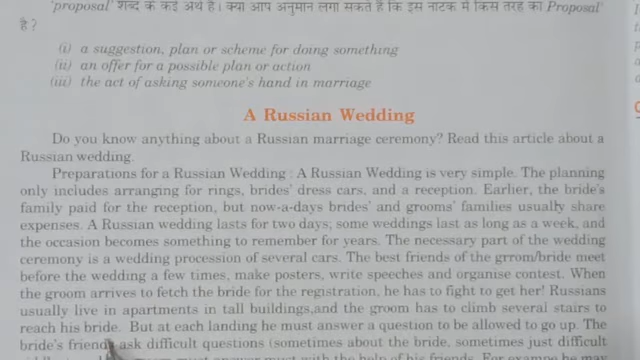 'proposal' शब्द के कई अर्थ है। क्या आप अनुमान लगा सकते हैं कि इस नाटक में किस तरह का Proposal'
है ?
(i) a suggestion, plan or scheme for doing something
(ii) an offer for a possible plan or action
(iii) the act of asking someone's hand in marriage
A Russian Wedding
Do you know anything about a Russian marriage ceremony? Read this article about a
Russian wedding.
Preparations for a Russian Wedding : A Russian Wedding is very simple. The planning
only includes arranging for rings, brides' dress cars, and a reception. Earlier, the bride's
family paid for the reception, but now-a-days brides' and grooms' families usually share
expenses. A Russian wedding lasts for two days; some weddings last as long as a week, and
the occasion becomes something to remember for years. The necessary part of the wedding
ceremony is a wedding procession of several cars. The best friends of the grrom/bride meet
before the wedding a few times, make posters, write speeches and organise contest. When
the groom arrives to fetch the bride for the registration, he has to fight to get her! Russians
usually live in apartments in tall buildings,and the groom has to climb several stairs to
reach his bride. But at each landing he must answer a question to be allowed to go up. The
bride's friends ask difficult questions (sometimes about the bride, sometimes just difficult